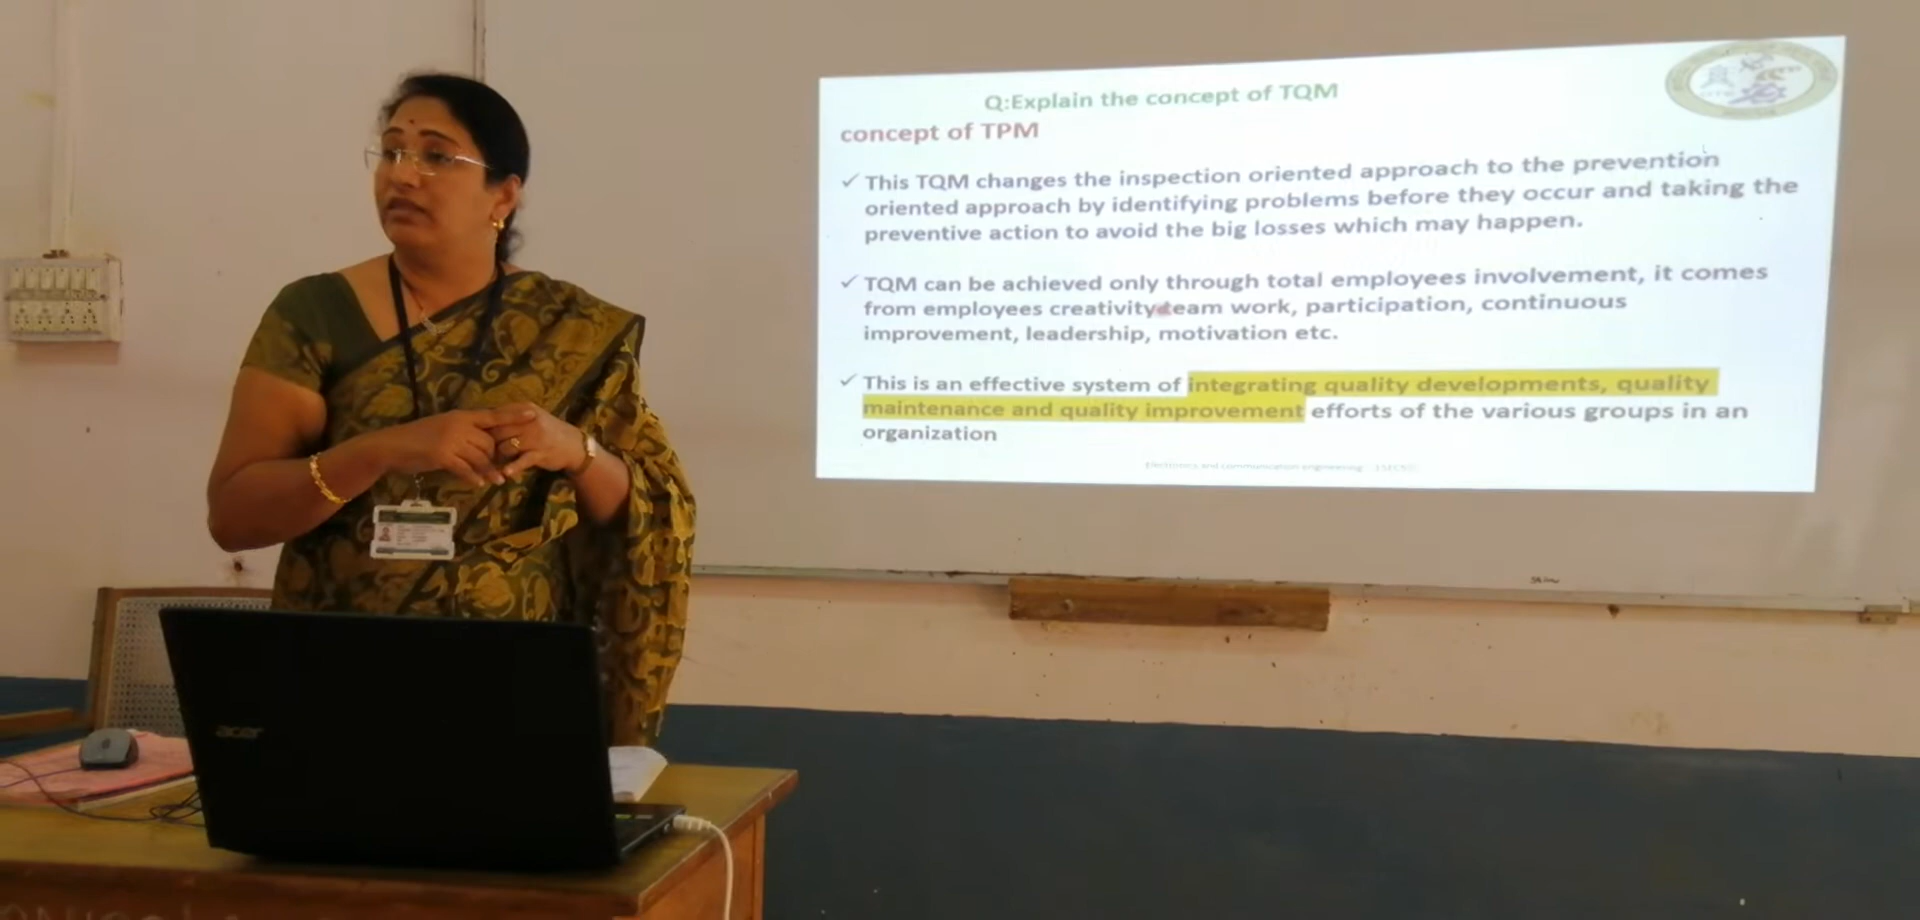 Q:Explain the concept of TQM
concept of TPM
✓ This TQM changes the inspection oriented approach to the prevention
oriented approach by identifying problems before they occur and taking the
preventive action to avoid the big losses which may happen.
✓ TQM can be achieved only through total employees involvement, it comes
from employees creativity team work, participation, continuous
improvement, leadership, motivation etc.
✓ This is an effective system of integrating quality developments, quality
maintenance and quality improvement efforts of the various groups in an
organization
Electronics and communication engineering
acer